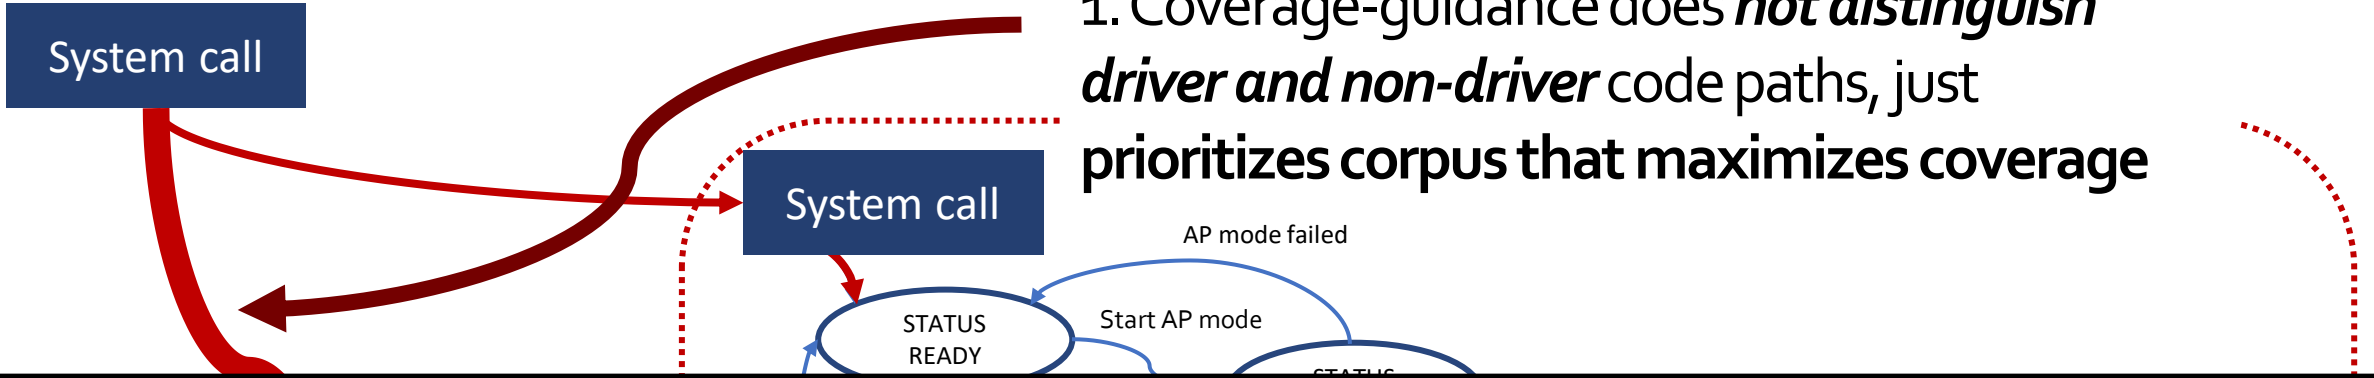 System call
1. Coverage-guidance does not distinguish
driver and non-driver code paths, just
prioritizes corpus that maximizes coverage
System call
AP mode failed
Start AP mode
STATUS
READY
STATUS